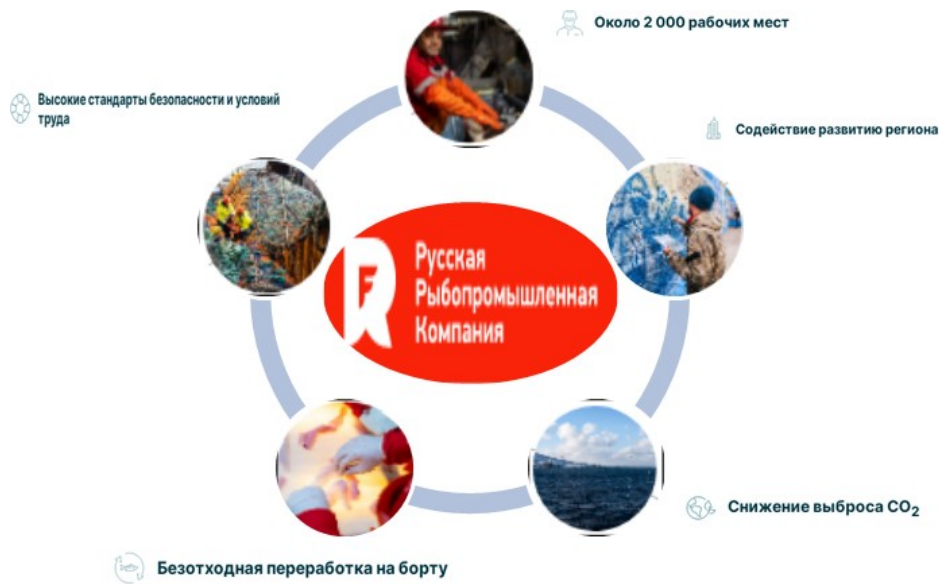 Около 2 000 рабочих мест
Высокие стандарты безопасности и условий
труда
Содействие развитию региона
Русская
Рыбопромышленная
Компания
Снижение выброса CO₂
Безотходная переработка на борту